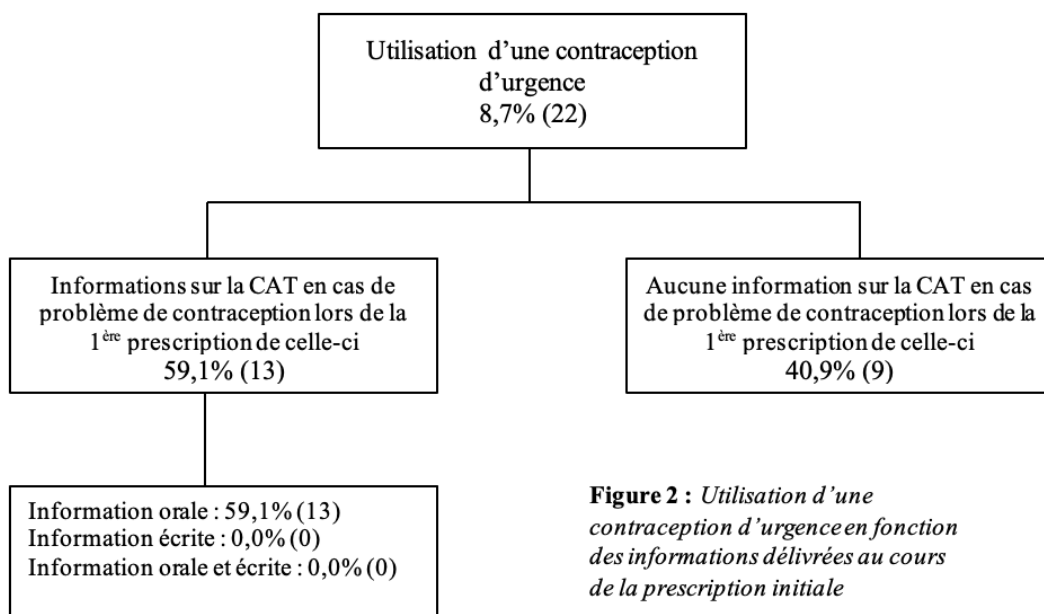 Utilisation d’une contraception
d’urgence
8,7% (22)
Informations sur la CAT en cas de
problème de contraception lors de la
1ère prescription de celle-ci
59,1% (13)
Aucune information sur la CAT en cas
de problème de contraception lors de la
1ère prescription de celle-ci
40,9% (9)
Information orale : 59,1% (13)
Information écrite : 0,0% (0)
Information orale et écrite : 0,0% (0)
Figure 2 : Utilisation d’une
contraception d’urgence en fonction
des informations délivrées au cours
de la prescription initiale